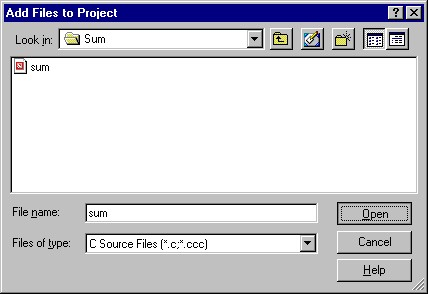 Add Files to Project
Look in: Sum
sum
File name: sum
Open
Files of type: C Source Files (*.c;*.ccc)
Cancel
Help